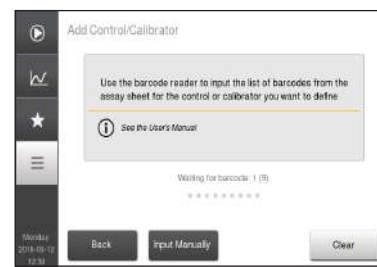 Add Control/Calibrator
Use the barcode reader to input the list of barcodes from the
assay sheet for the control or calibrator you want to define
See the User's Manual
Waiting for barcode: 1 (9)
* * * * * * * * *
Monday
2018-03-12
12:30
Back
Input Manually
Clear